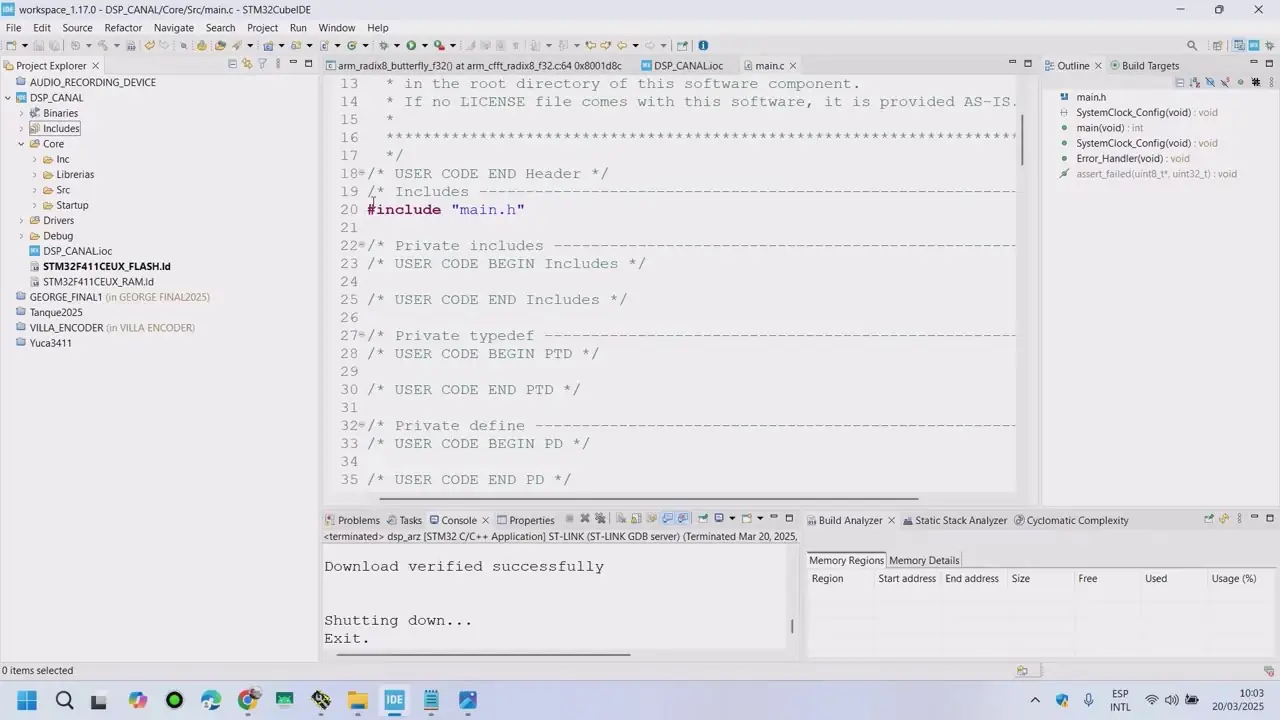 workspace_1.17.0 - DSP_CANAL/Core/Src/main.c - STM32CubeIDE
File Edit Source Refactor Navigate Search Project Run Window Help
Project Explorer
AUDIO_RECORDING_DEVICE
DSP_CANAL
Binaries
Includes
Core
Inc
Librerias
Src
Startup
Drivers
Debug
DSP_CANAL.ioc
STM32F411CEUX_FLASH.ld
STM32F411CEUX_RAM.ld
GEORGE_FINAL1 (in GEORGE FINAL2025)
Tanque2025
VILLA_ENCODER (in VILLA ENCODER)
Yuca3411
arm_radix8_butterfly_f32() at arm_cfft_radix8_f32.c:64 0x8001d8c
DSP_CANAL.ioc
main.c
13 * in the root directory of this software component.
14 * If no LICENSE file comes with this software, it is provided AS-IS.
15 *
16 ******************************************************************************
17 */
18 /* USER CODE END Header */
19 /* Includes ------------------------------------------------------------------
20 #include "main.h"
21
22 /* Private includes ----------------------------------------------------------
23 /* USER CODE BEGIN Includes */
24
25 /* USER CODE END Includes */
26
27 /* Private typedef -----------------------------------------------------------
28 /* USER CODE BEGIN PTD */
29
30 /* USER CODE END PTD */
31
32 /* Private define ------------------------------------------------------------
33 /* USER CODE BEGIN PD */
34
35 /* USER CODE END PD */
Outline
Build Targets
main.h
SystemClock_Config(void) : void
main(void) : int
SystemClock_Config(void) : void
Error_Handler(void) : void
assert_failed(uint8_t*, uint32_t) : void
Problems Tasks Console Properties
<terminated> dsp_arz [STM32 C/C++ Application] ST-LINK (ST-LINK GDB server) (Terminated Mar 20, 2025,
Download verified successfully
Shutting down...
Exit.
Build Analyzer Static Stack Analyzer Cyclomatic Complexity
Memory Regions Memory Details
Region Start address End address Size Free Used Usage (%)
0 items selected
IDE
ESP
INTL
10:03
20/03/2025